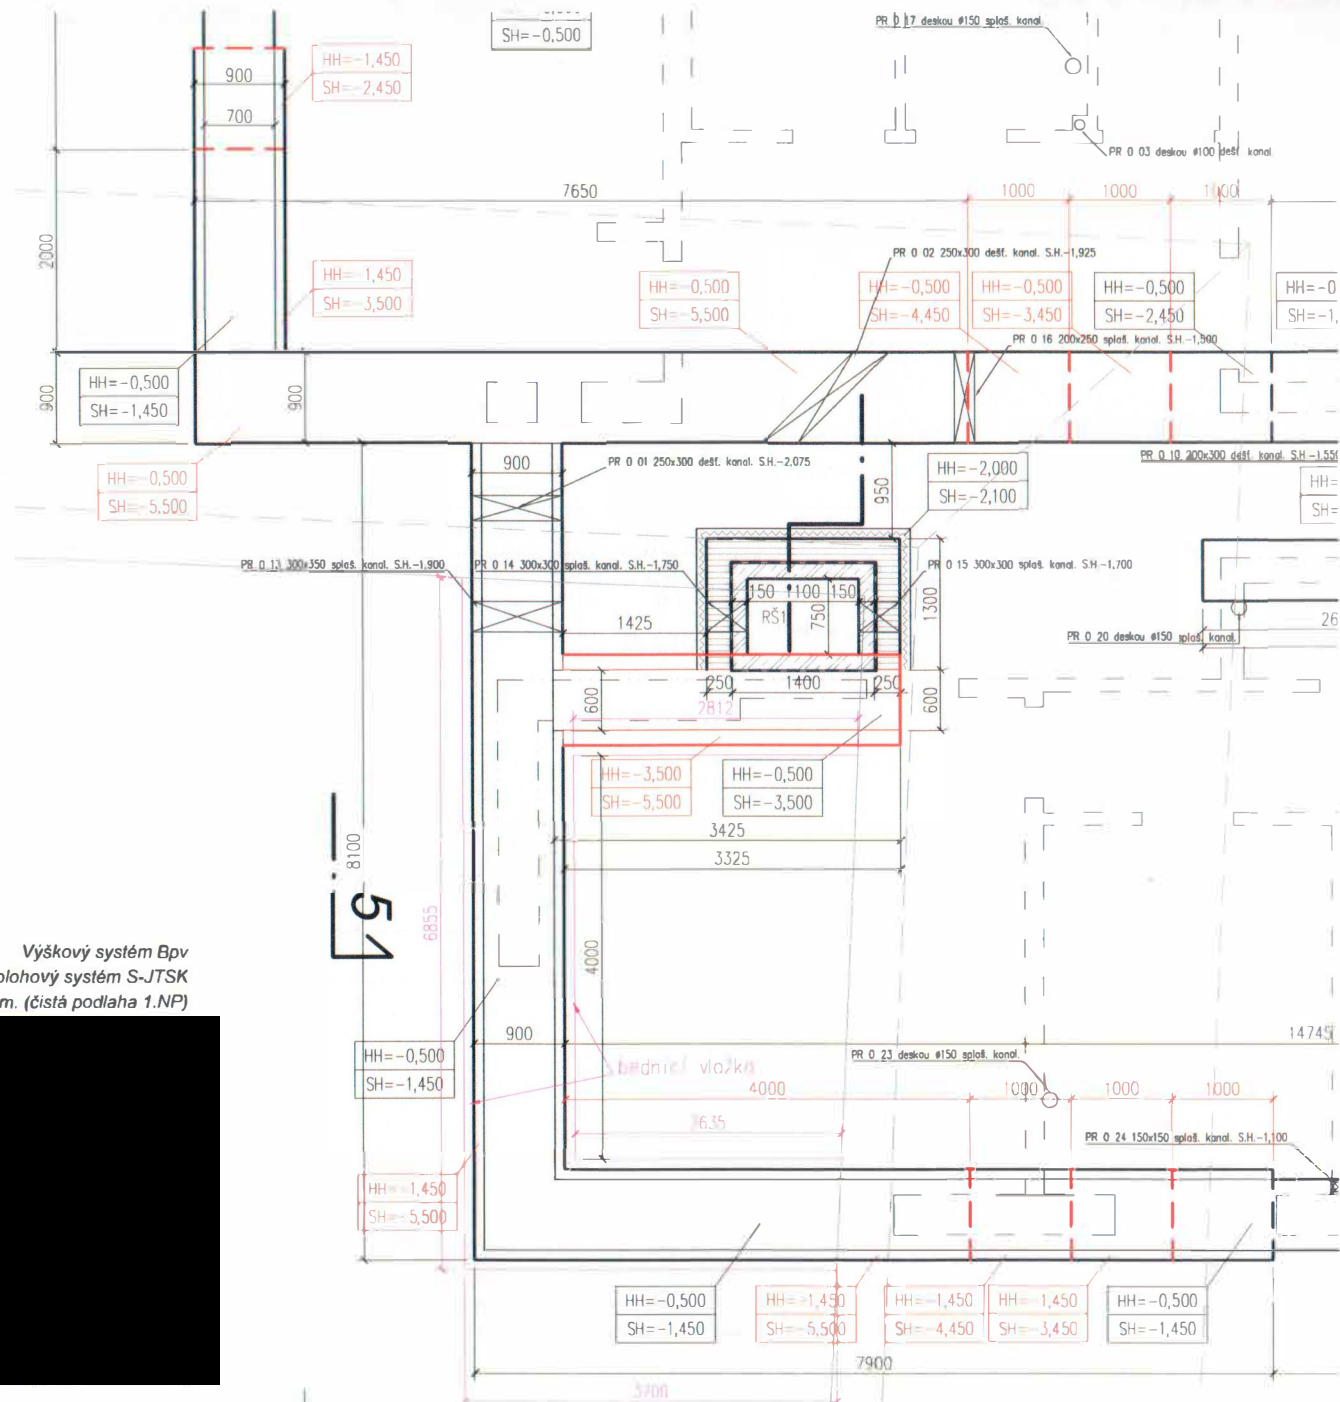 SH=-0,500
PR 0 17 deskou ø150 splaš. kanal.
HH=-1,450
SH=-2,450
900
700
PR 0 03 deskou ø100 dešť. kanal
7650
1000
1000
2000
PR 0 02 250x300 dešť. kanal. S.H.-1,925
HH=-1,450
SH=-3,500
HH=-0,500
SH=-5,500
HH=-0,500
SH=-4,450
HH=-0,500
SH=-3,450
HH=-0,500
SH=-2,450
HH=-0
SH=-1,
PR 0 16 200x250 splaš. kanal. S.H.-1,500
900
HH=-0,500
SH=-1,450
900
HH=-0,500
SH=-5,500
900
PR 0 01 250x300 dešť. kanal. S.H.-2,075
950
HH=-2,000
SH=-2,100
PR 0 10 200x300 dešť. kanal. S.H.-1,550
HH=
SH=
PR 0 13 300x350 splaš. kanal. S.H.-1,900
PR 0 14 300x300 splaš. kanal. S.H.-1,750
PR 0 15 300x300 splaš. kanal. S.H.-1,700
150 1100 150
RŠ1
750
1300
1425
26
PR 0 20 deskou ø150 splaš. kanal.
250
1400
250
600
600
2812
HH=-3,500
SH=-5,500
HH=-0,500
SH=-3,500
3425
3325
8100
51
6855
4000
Výškový systém Bpv
olohový systém S-JTSK
m. (čistá podlaha 1.NP)
900
14745
HH=-0,500
SH=-1,450
bednící vložka
PR 0 23 deskou ø150 splaš. kanal.
4000
1000
1000
1000
PR 0 24 150x150 splaš. kanal. S.H.-1,100
HH=-1,450
SH=-5,500
HH=-0,500
SH=-1,450
HH=-1,450
SH=-5,500
HH=-1,450
SH=-4,450
HH=-1,450
SH=-3,450
HH=-0,500
SH=-1,450
7900
3700